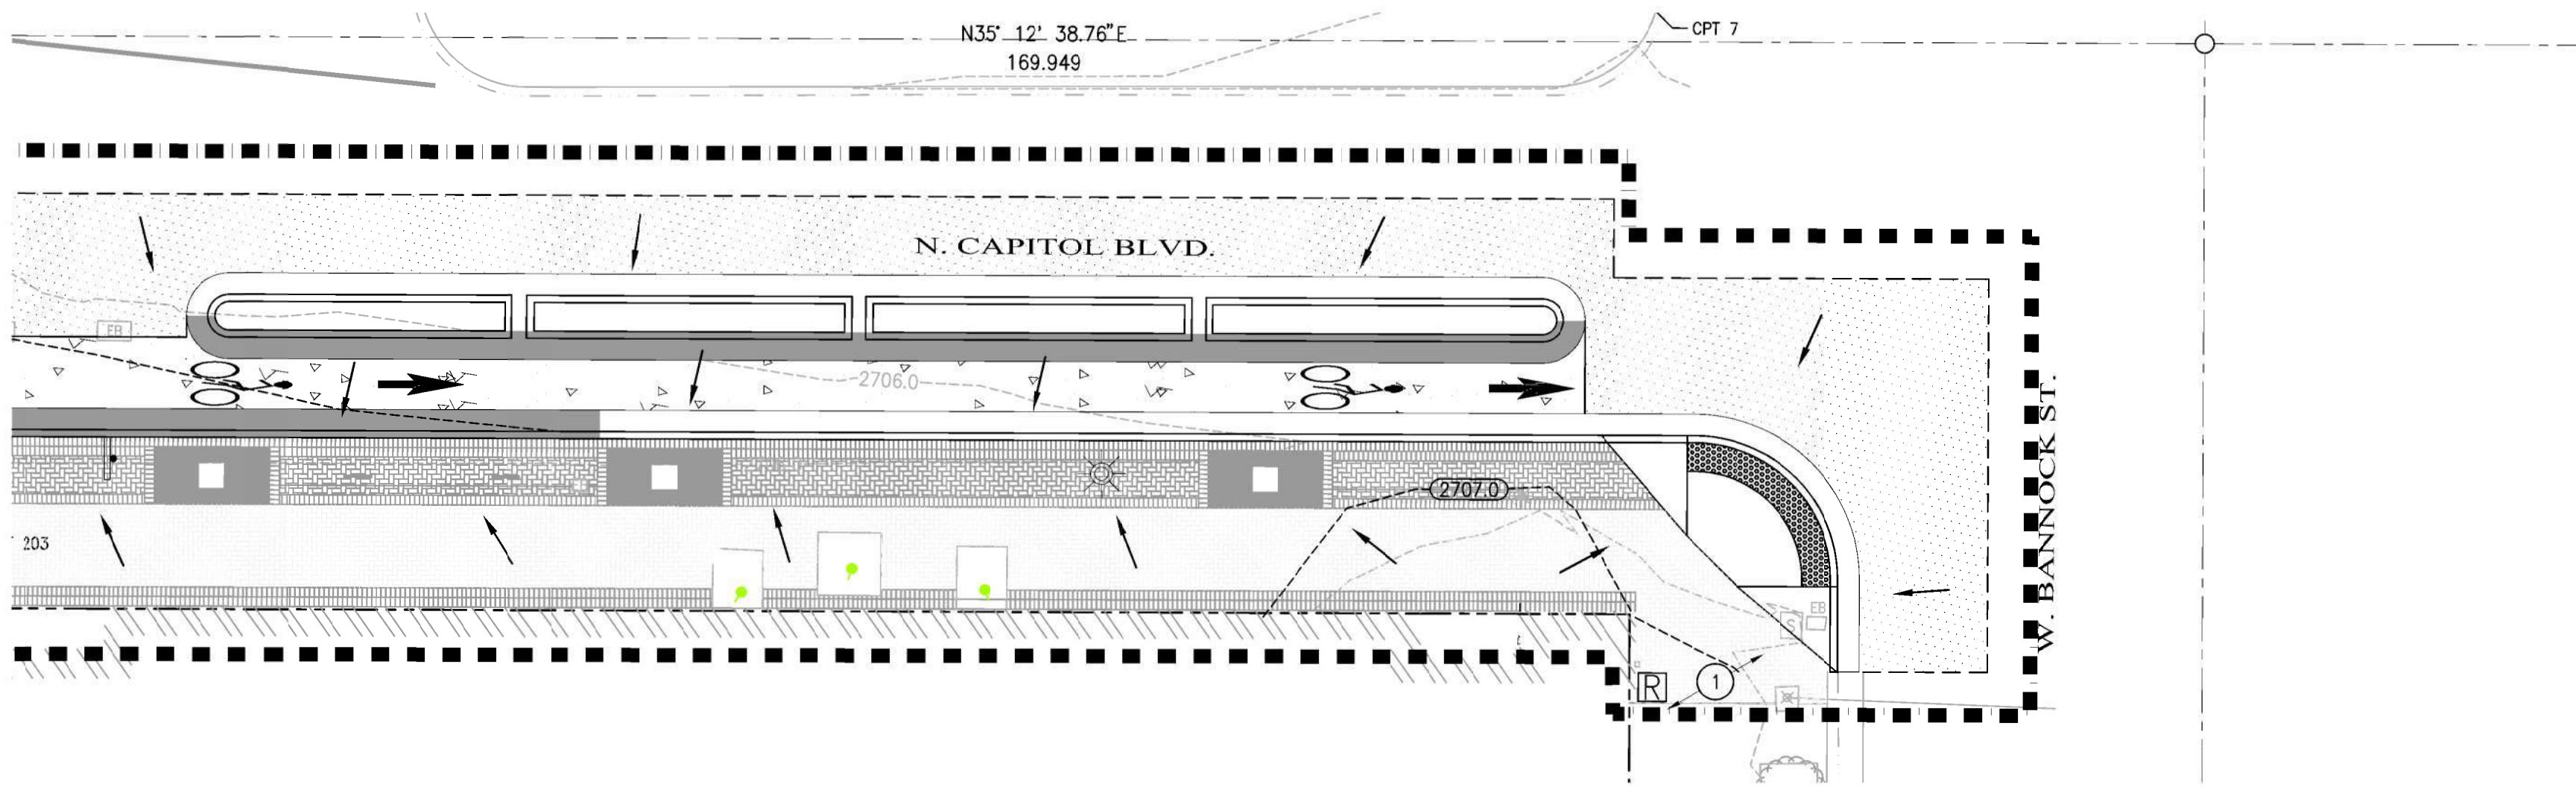 N35° 12' 38.76" E
169.949
CPT 7
N. CAPITOL BLVD.
EB
2706.0
W. BANNOCK ST.
2707.0
203
EB
S
R
1